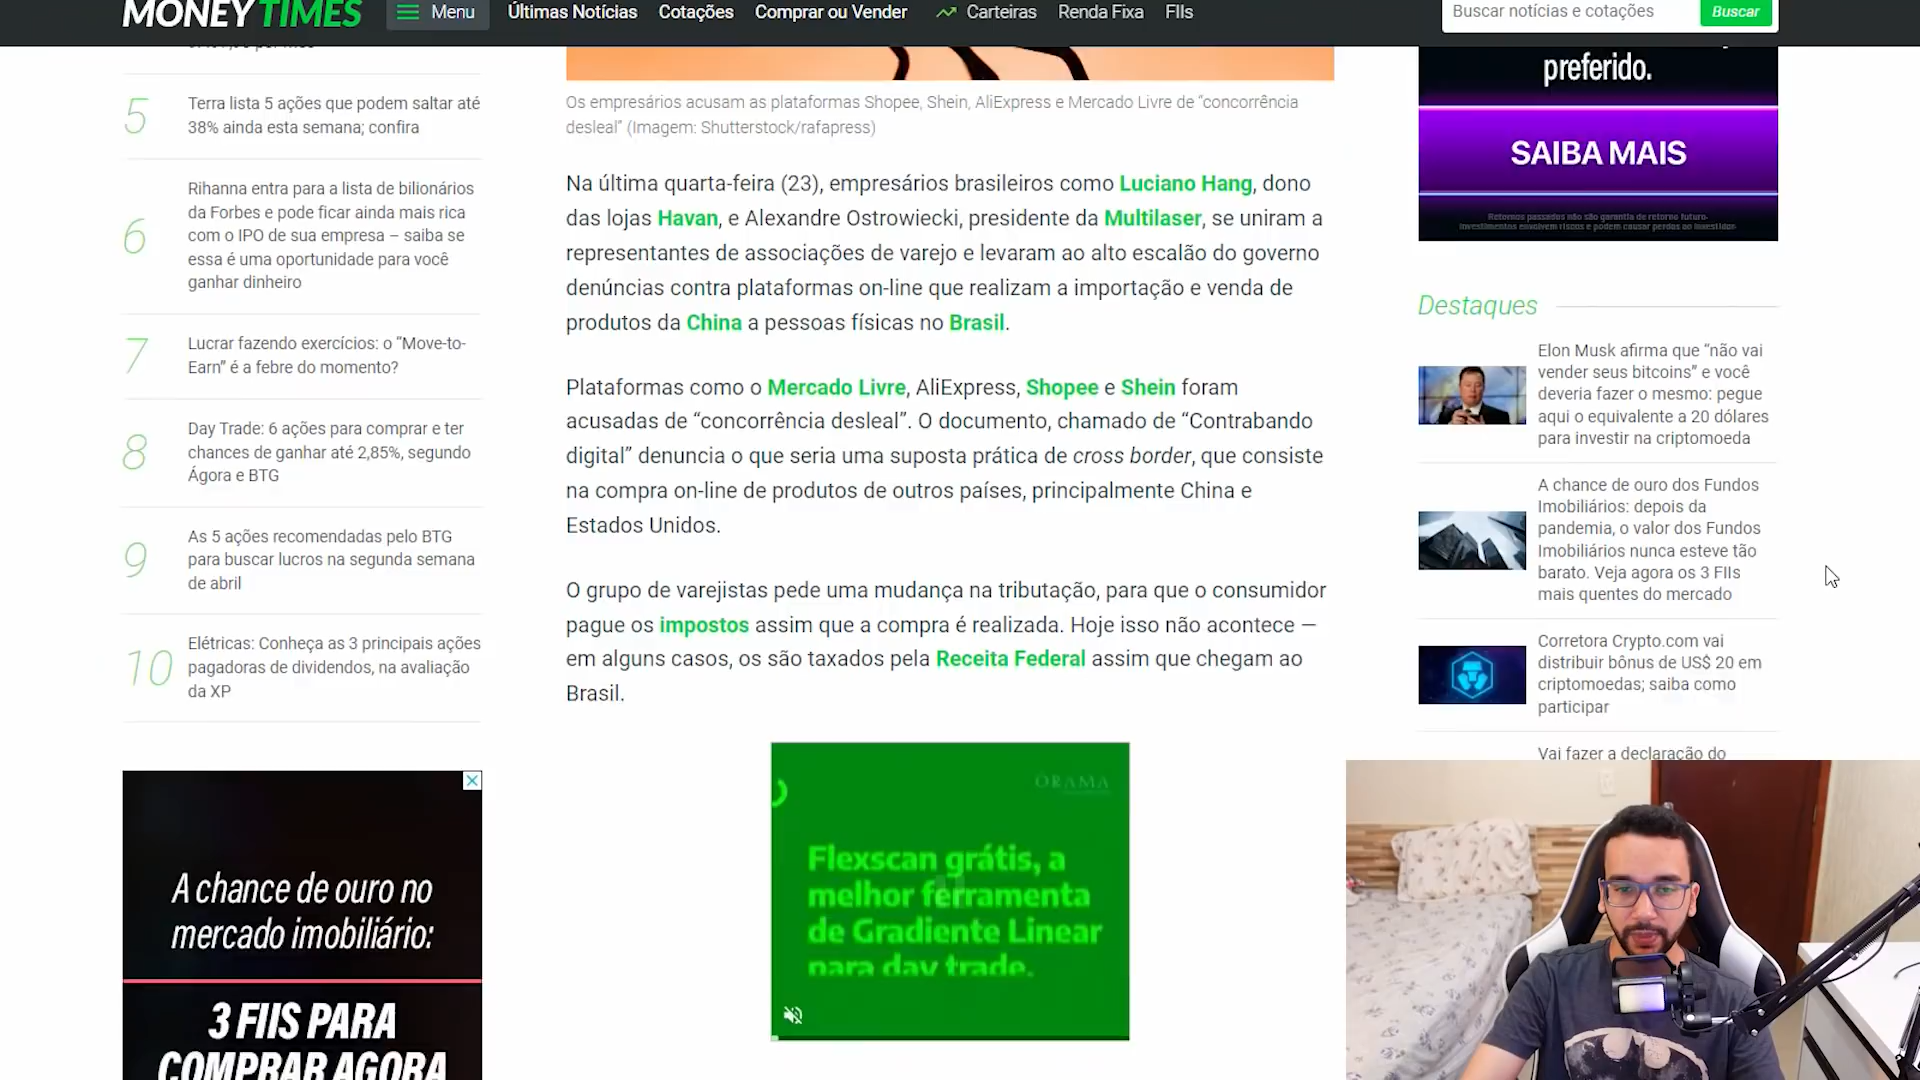 MONEY TIMES
Menu
Últimas Notícias
Cotações
Comprar ou Vender
Carteiras
Renda Fixa
FIIs
Buscar notícias e cotações
Buscar
5
Terra lista 5 ações que podem saltar até
38% ainda esta semana; confira
6
Rihanna entra para a lista de bilionários
da Forbes e pode ficar ainda mais rica
com o IPO de sua empresa – saiba se
essa é uma oportunidade para você
ganhar dinheiro
7
Lucrar fazendo exercícios: o “Move-to-
Earn” é a febre do momento?
8
Day Trade: 6 ações para comprar e ter
chances de ganhar até 2,85%, segundo
Ágora e BTG
9
As 5 ações recomendadas pelo BTG
para buscar lucros na segunda semana
de abril
10
Elétricas: Conheça as 3 principais ações
pagadoras de dividendos, na avaliação
da XP
A chance de ouro no
mercado imobiliário:
3 FIIS PARA
COMPRAR AGORA
Os empresários acusam as plataformas Shopee, Shein, AliExpress e Mercado Livre de “concorrência
desleal” (Imagem: Shutterstock/rafapress)
Na última quarta-feira (23), empresários brasileiros como Luciano Hang, dono
das lojas Havan, e Alexandre Ostrowiecki, presidente da Multilaser, se uniram a
representantes de associações de varejo e levaram ao alto escalão do governo
denúncias contra plataformas on-line que realizam a importação e venda de
produtos da China a pessoas físicas no Brasil.
Plataformas como o Mercado Livre, AliExpress, Shopee e Shein foram
acusadas de “concorrência desleal”. O documento, chamado de “Contrabando
digital” denuncia o que seria uma suposta prática de cross border, que consiste
na compra on-line de produtos de outros países, principalmente China e
Estados Unidos.
O grupo de varejistas pede uma mudança na tributação, para que o consumidor
pague os impostos assim que a compra é realizada. Hoje isso não acontece —
em alguns casos, os são taxados pela Receita Federal assim que chegam ao
Brasil.
ÓRAMA
Flexscan grátis, a
melhor ferramenta
de Gradiente Linear
para day trade.
preferido.
SAIBA MAIS
Retornos passados não são garantia de retorno futuro.
Investimentos envolvem riscos e podem causar perdas ao investidor.
Destaques
Elon Musk afirma que “não vai
vender seus bitcoins” e você
deveria fazer o mesmo: pegue
aqui o equivalente a 20 dólares
para investir na criptomoeda
A chance de ouro dos Fundos
Imobiliários: depois da
pandemia, o valor dos Fundos
Imobiliários nunca esteve tão
barato. Veja agora os 3 FIIs
mais quentes do mercado
Corretora Crypto.com vai
distribuir bônus de US$ 20 em
criptomoedas; saiba como
participar
Vai fazer a declaração do